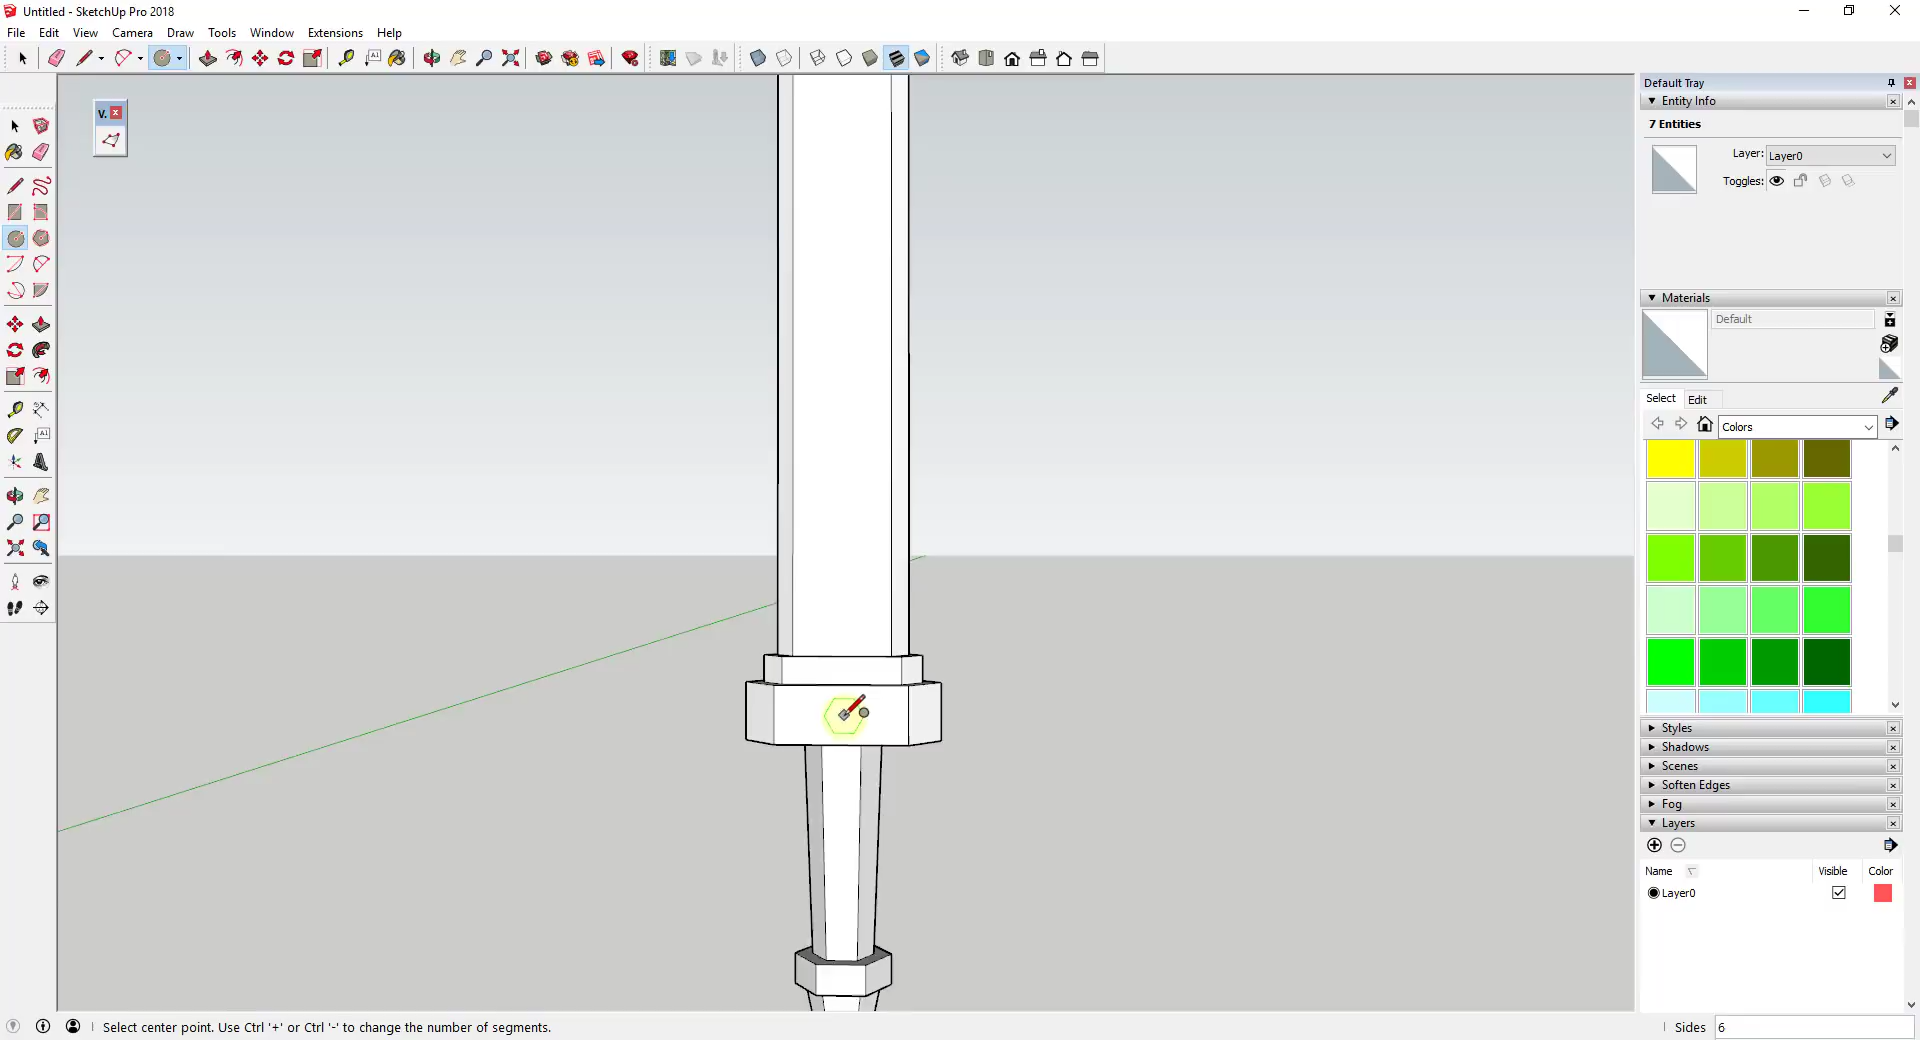 Untitled - SketchUp Pro 2018
File Edit View Camera Draw Tools Window Extensions Help
V.
Default Tray
Entity Info
7 Entities
Layer: Layer0
Toggles:
Materials
Default
Select Edit
Colors
Styles
Shadows
Scenes
Soften Edges
Fog
Layers
Name Visible Color
Layer0
Select center point. Use Ctrl '+' or Ctrl '-' to change the number of segments.
Sides 6